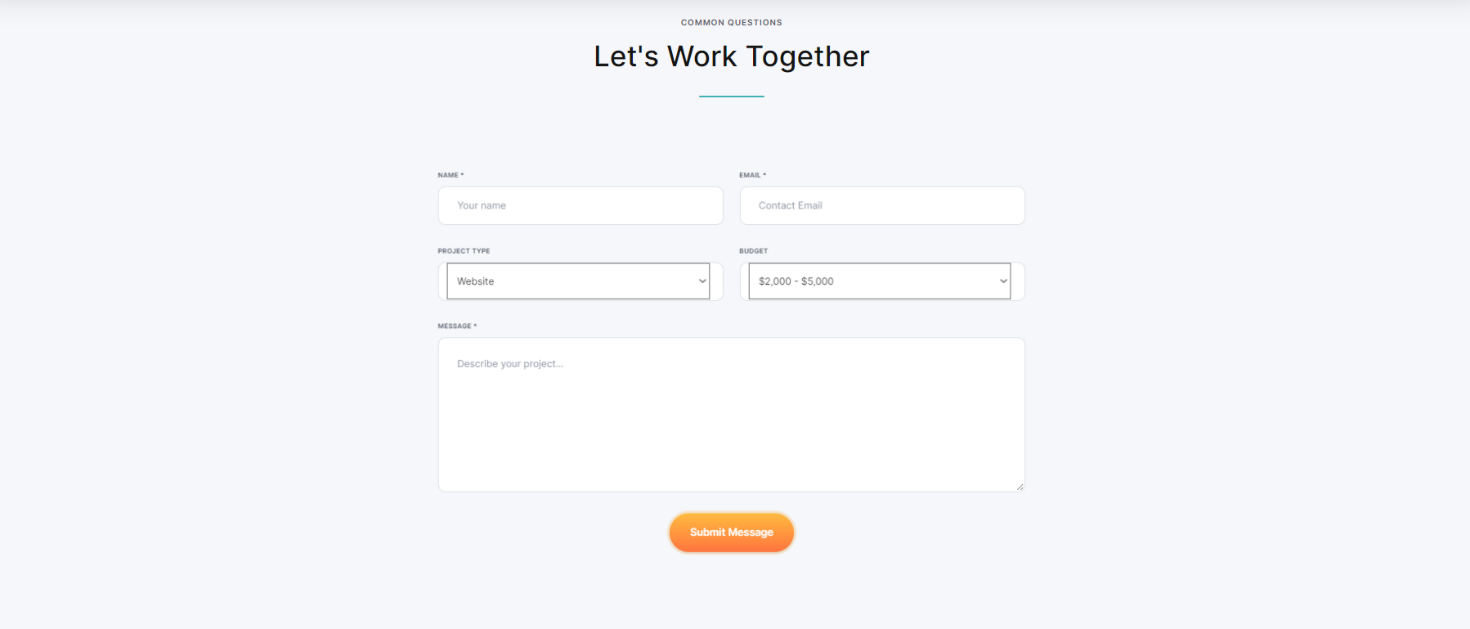 COMMON QUESTIONS
Let's Work Together
NAME *
EMAIL *
Your name
Contact Email
PROJECT TYPE
BUDGET
Website
$2,000 - $5,000
MESSAGE *
Describe your project...
Submit Message